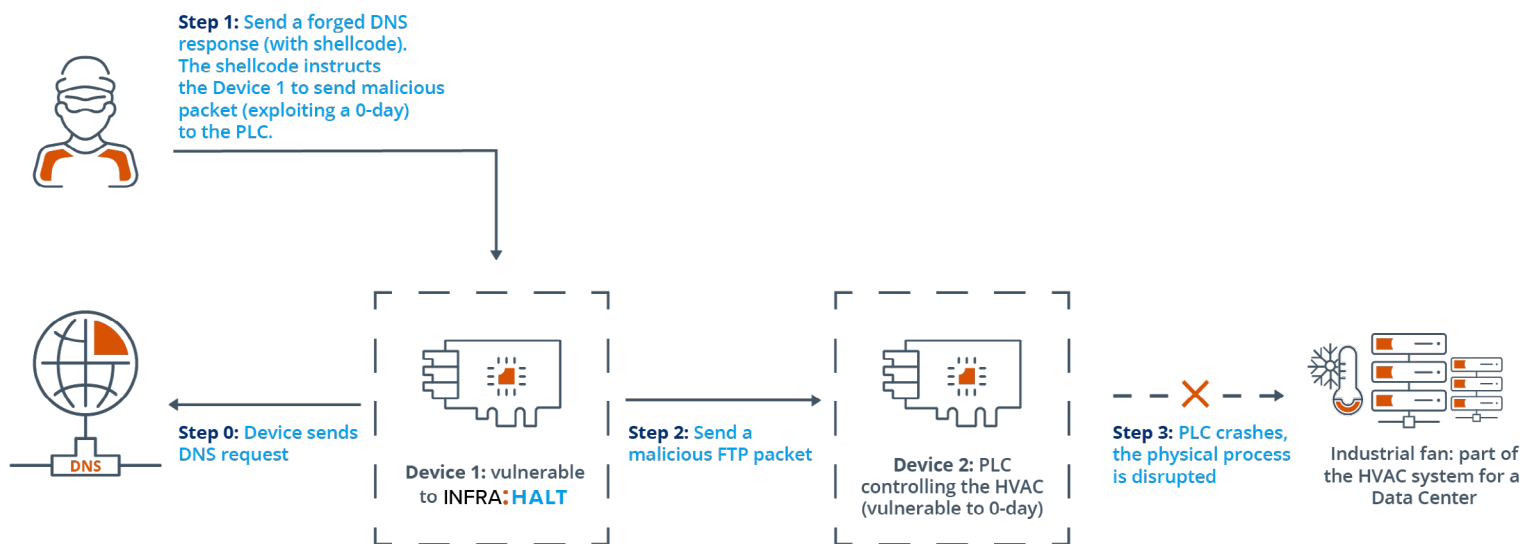 Step 1: Send a forged DNS
response (with shellcode).
The shellcode instructs
the Device 1 to send malicious
packet (exploiting a 0-day)
to the PLC.
DNS
Step 0: Device sends
DNS request
Device 1: vulnerable
to INFRA:HALT
Step 2: Send a
malicious FTP packet
Device 2: PLC
controlling the HVAC
(vulnerable to 0-day)
Step 3: PLC crashes,
the physical process
is disrupted
Industrial fan: part of
the HVAC system for a
Data Center